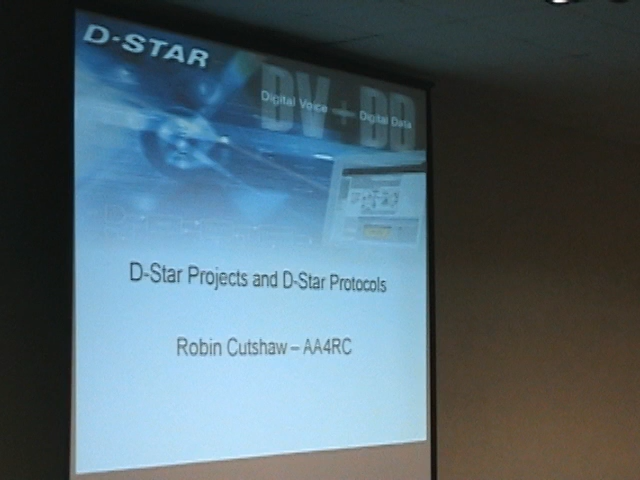 D-STAR
DV + DD
Digital Voice Digital Data
D-Star Projects and D-Star Protocols
Robin Cutshaw – AA4RC